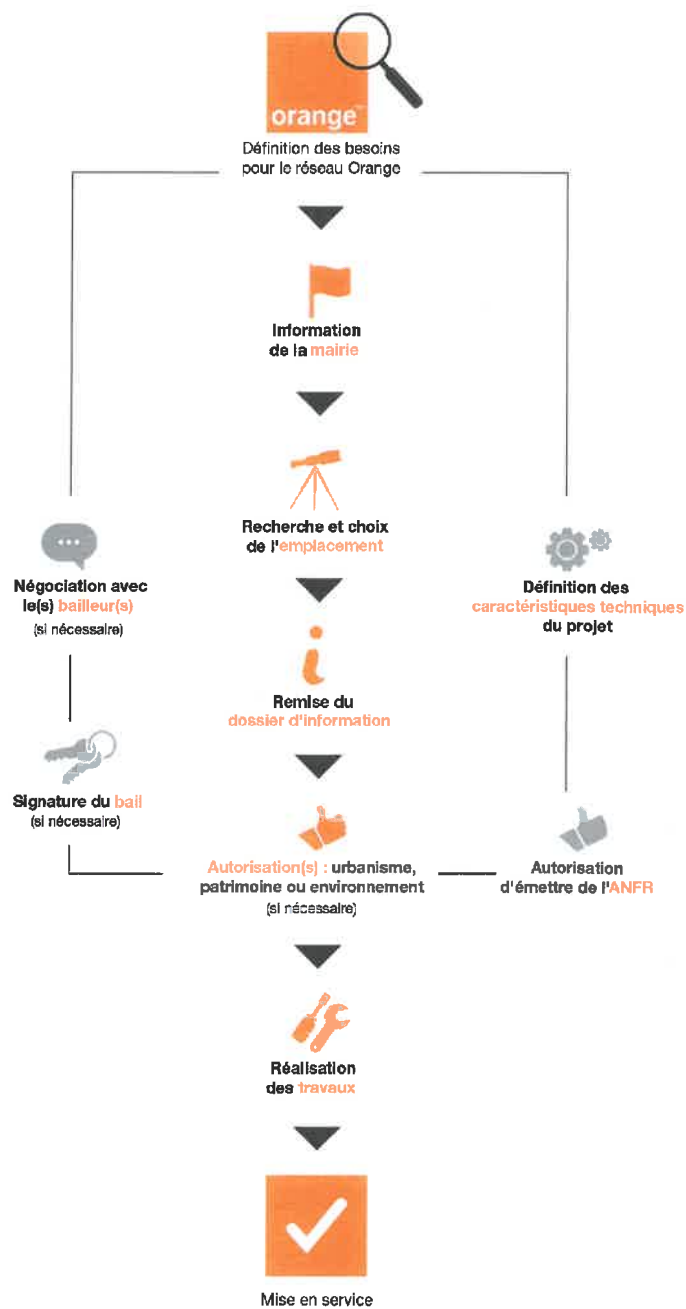 orange™
Définition des besoins
pour le réseau Orange
Information
de la mairie
Recherche et choix
de l'emplacement
Négociation avec
le(s) bailleur(s)
(si nécessaire)
Définition des
caractéristiques techniques
du projet
Remise du
dossier d'information
Signature du bail
(si nécessaire)
Autorisation(s) : urbanisme,
patrimoine ou environnement
(si nécessaire)
Autorisation
d'émettre de l'ANFR
Réalisation
des travaux
Mise en service